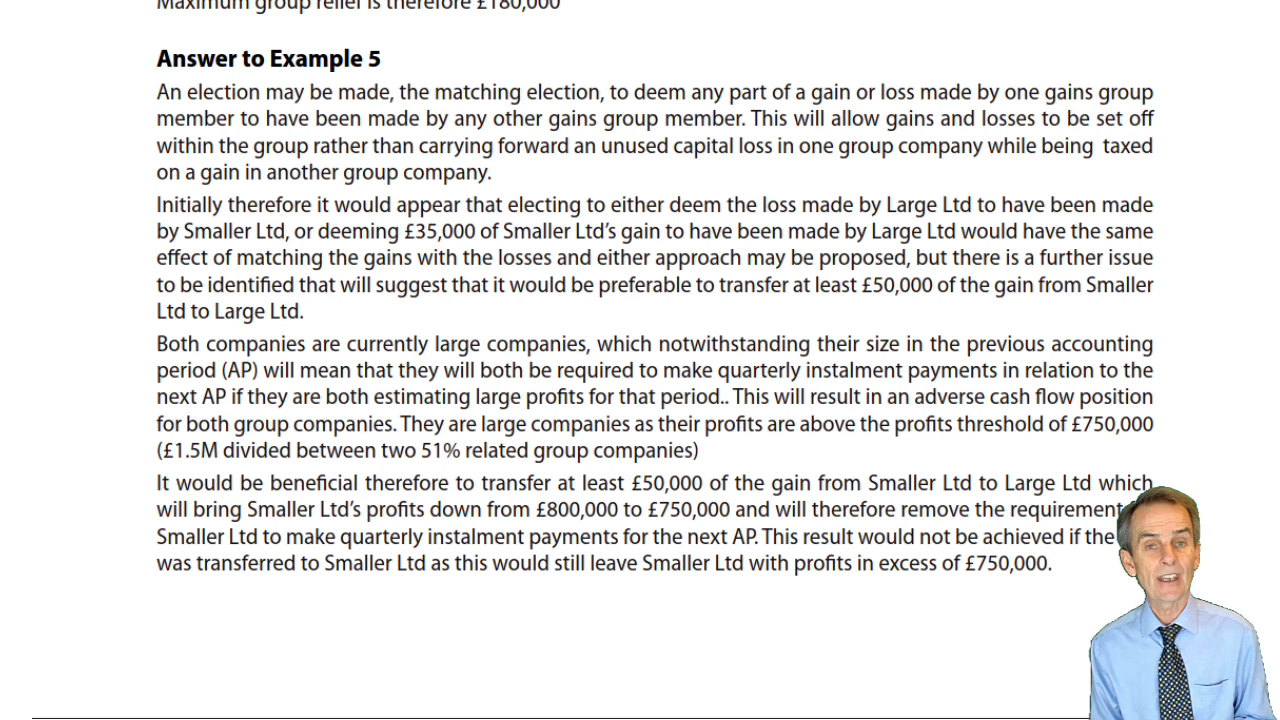 Maximum group relief is therefore £180,000
Answer to Example 5
An election may be made, the matching election, to deem any part of a gain or loss made by one gains group
member to have been made by any other gains group member. This will allow gains and losses to be set off
within the group rather than carrying forward an unused capital loss in one group company while being taxed
on a gain in another group company.
Initially therefore it would appear that electing to either deem the loss made by Large Ltd to have been made
by Smaller Ltd, or deeming £35,000 of Smaller Ltd's gain to have been made by Large Ltd would have the same
effect of matching the gains with the losses and either approach may be proposed, but there is a further issue
to be identified that will suggest that it would be preferable to transfer at least £50,000 of the gain from Smaller
Ltd to Large Ltd.
Both companies are currently large companies, which notwithstanding their size in the previous accounting
period (AP) will mean that they will both be required to make quarterly instalment payments in relation to the
next AP if they are both estimating large profits for that period.. This will result in an adverse cash flow position
for both group companies. They are large companies as their profits are above the profits threshold of £750,000
(£1.5M divided between two 51% related group companies)
It would be beneficial therefore to transfer at least £50,000 of the gain from Smaller Ltd to Large Ltd which
will bring Smaller Ltd's profits down from £800,000 to £750,000 and will therefore remove the requirement
Smaller Ltd to make quarterly instalment payments for the next AP. This result would not be achieved if the
was transferred to Smaller Ltd as this would still leave Smaller Ltd with profits in excess of £750,000.